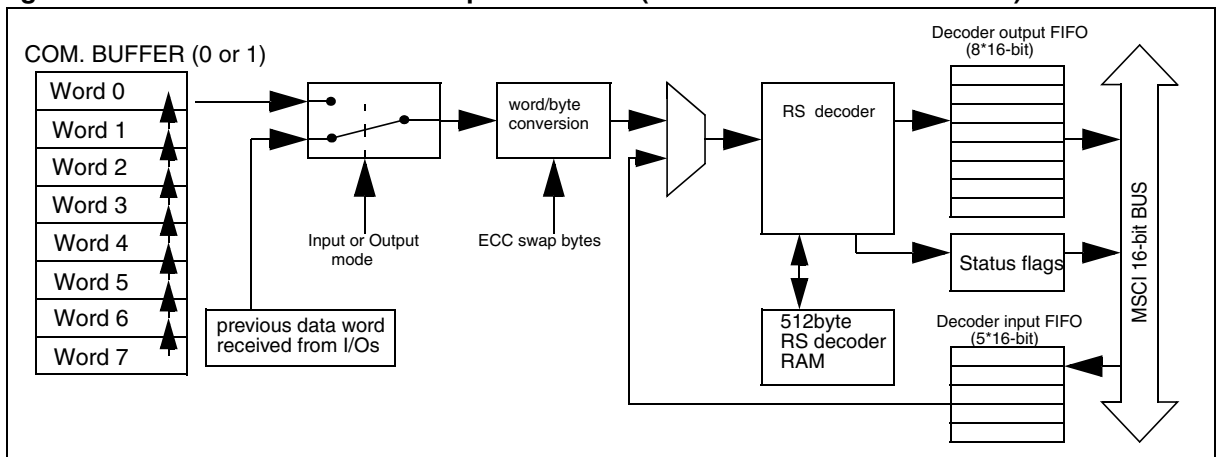 COM. BUFFER (0 or 1)
Word 0
Word 1
Word 2
Word 3
Word 4
Word 5
Word 6
Word 7
previous data word
received from I/Os
Input or Output
mode
word/byte
conversion
ECC swap bytes
RS decoder
512byte
RS decoder
RAM
Decoder output FIFO
(8*16-bit)
Status flags
Decoder input FIFO
(5*16-bit)
MSCI 16-bit BUS